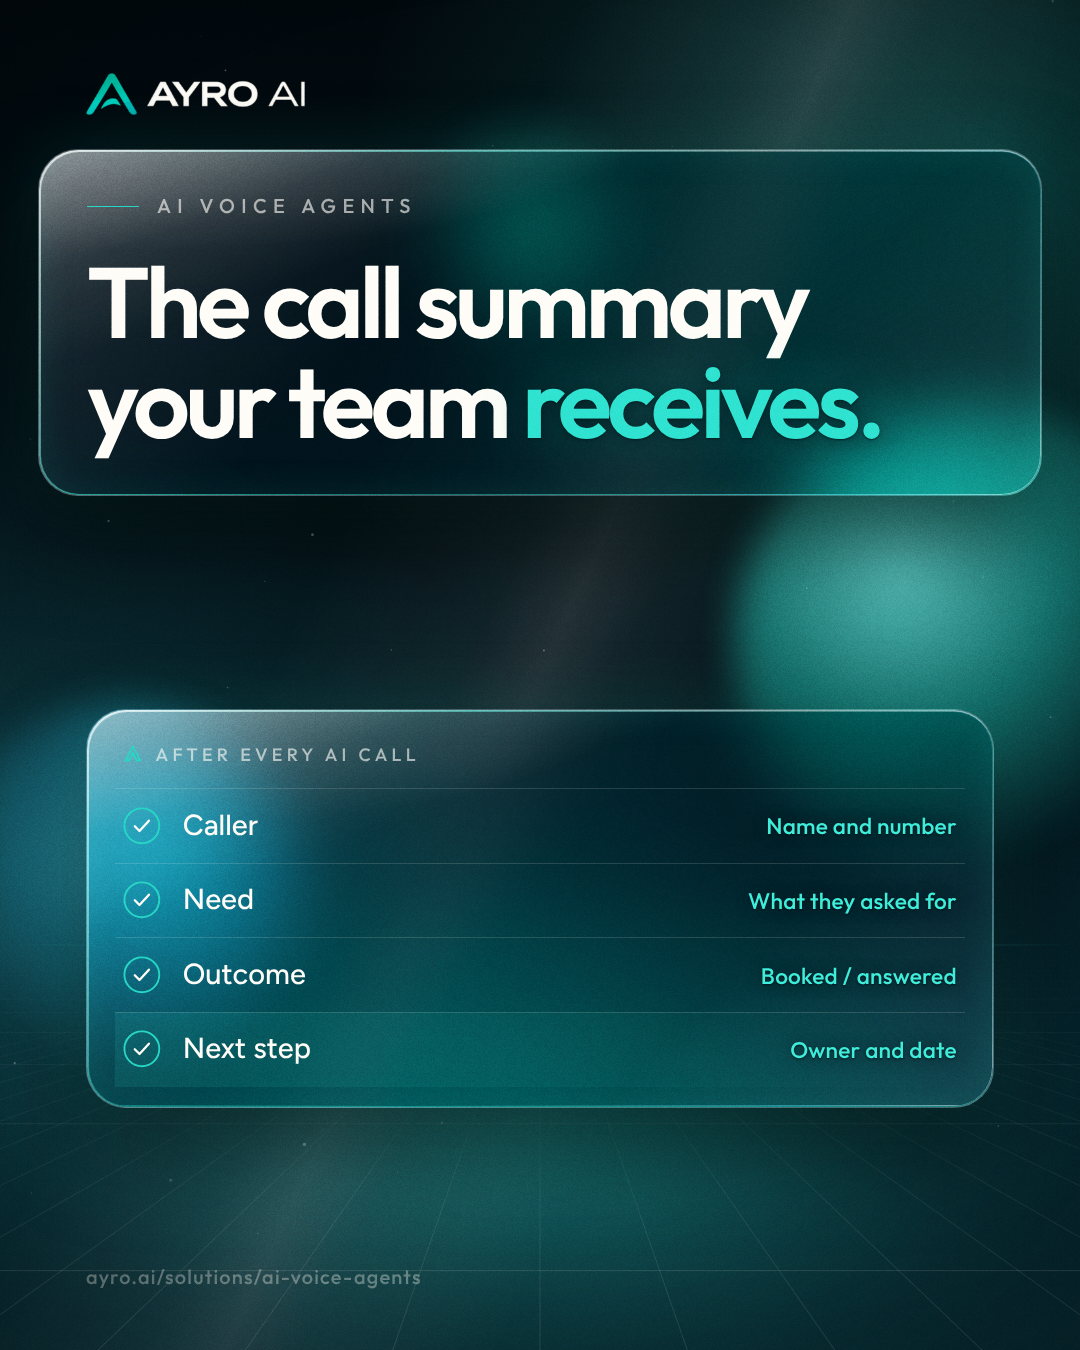 AYRO AI
AI VOICE AGENTS
The call summary
your team receives.
AFTER EVERY AI CALL
Caller Name and number
Need What they asked for
Outcome Booked / answered
Next step Owner and date
ayro.ai/solutions/ai-voice-agents